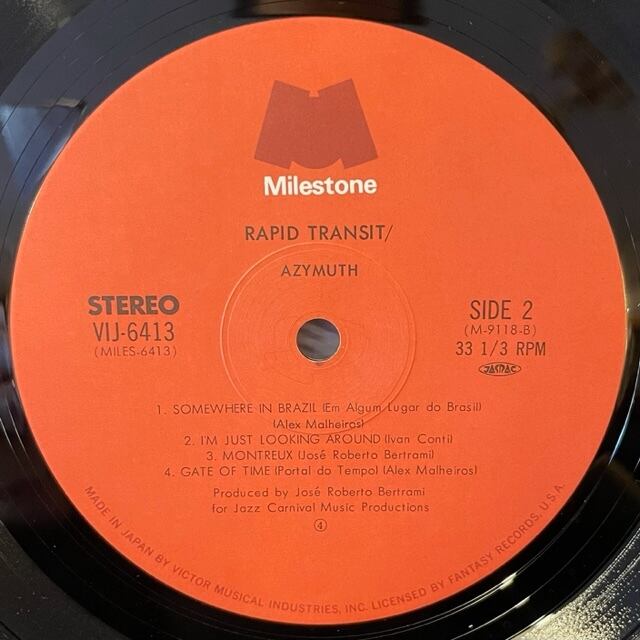 Milestone
RAPID TRANSIT/
AZYMUTH
STEREO
VIJ-6413
(MILES-6413)
SIDE 2
(M-9118-B)
33 1/3 RPM
JASRAC
1. SOMEWHERE IN BRAZIL (Em Algum Lugar do Brasil)
(Alex Malheiros)
2. I'M JUST LOOKING AROUND (Ivan Conti)
3. MONTREUX (José Roberto Bertrami)
4. GATE OF TIME (Portal do Tempo) (Alex Malheiros)
Produced by José Roberto Bertrami
for Jazz Carnival Music Productions
④
MADE IN JAPAN BY VICTOR MUSICAL INDUSTRIES, INC. LICENSED BY FANTASY RECORDS, U.S.A.